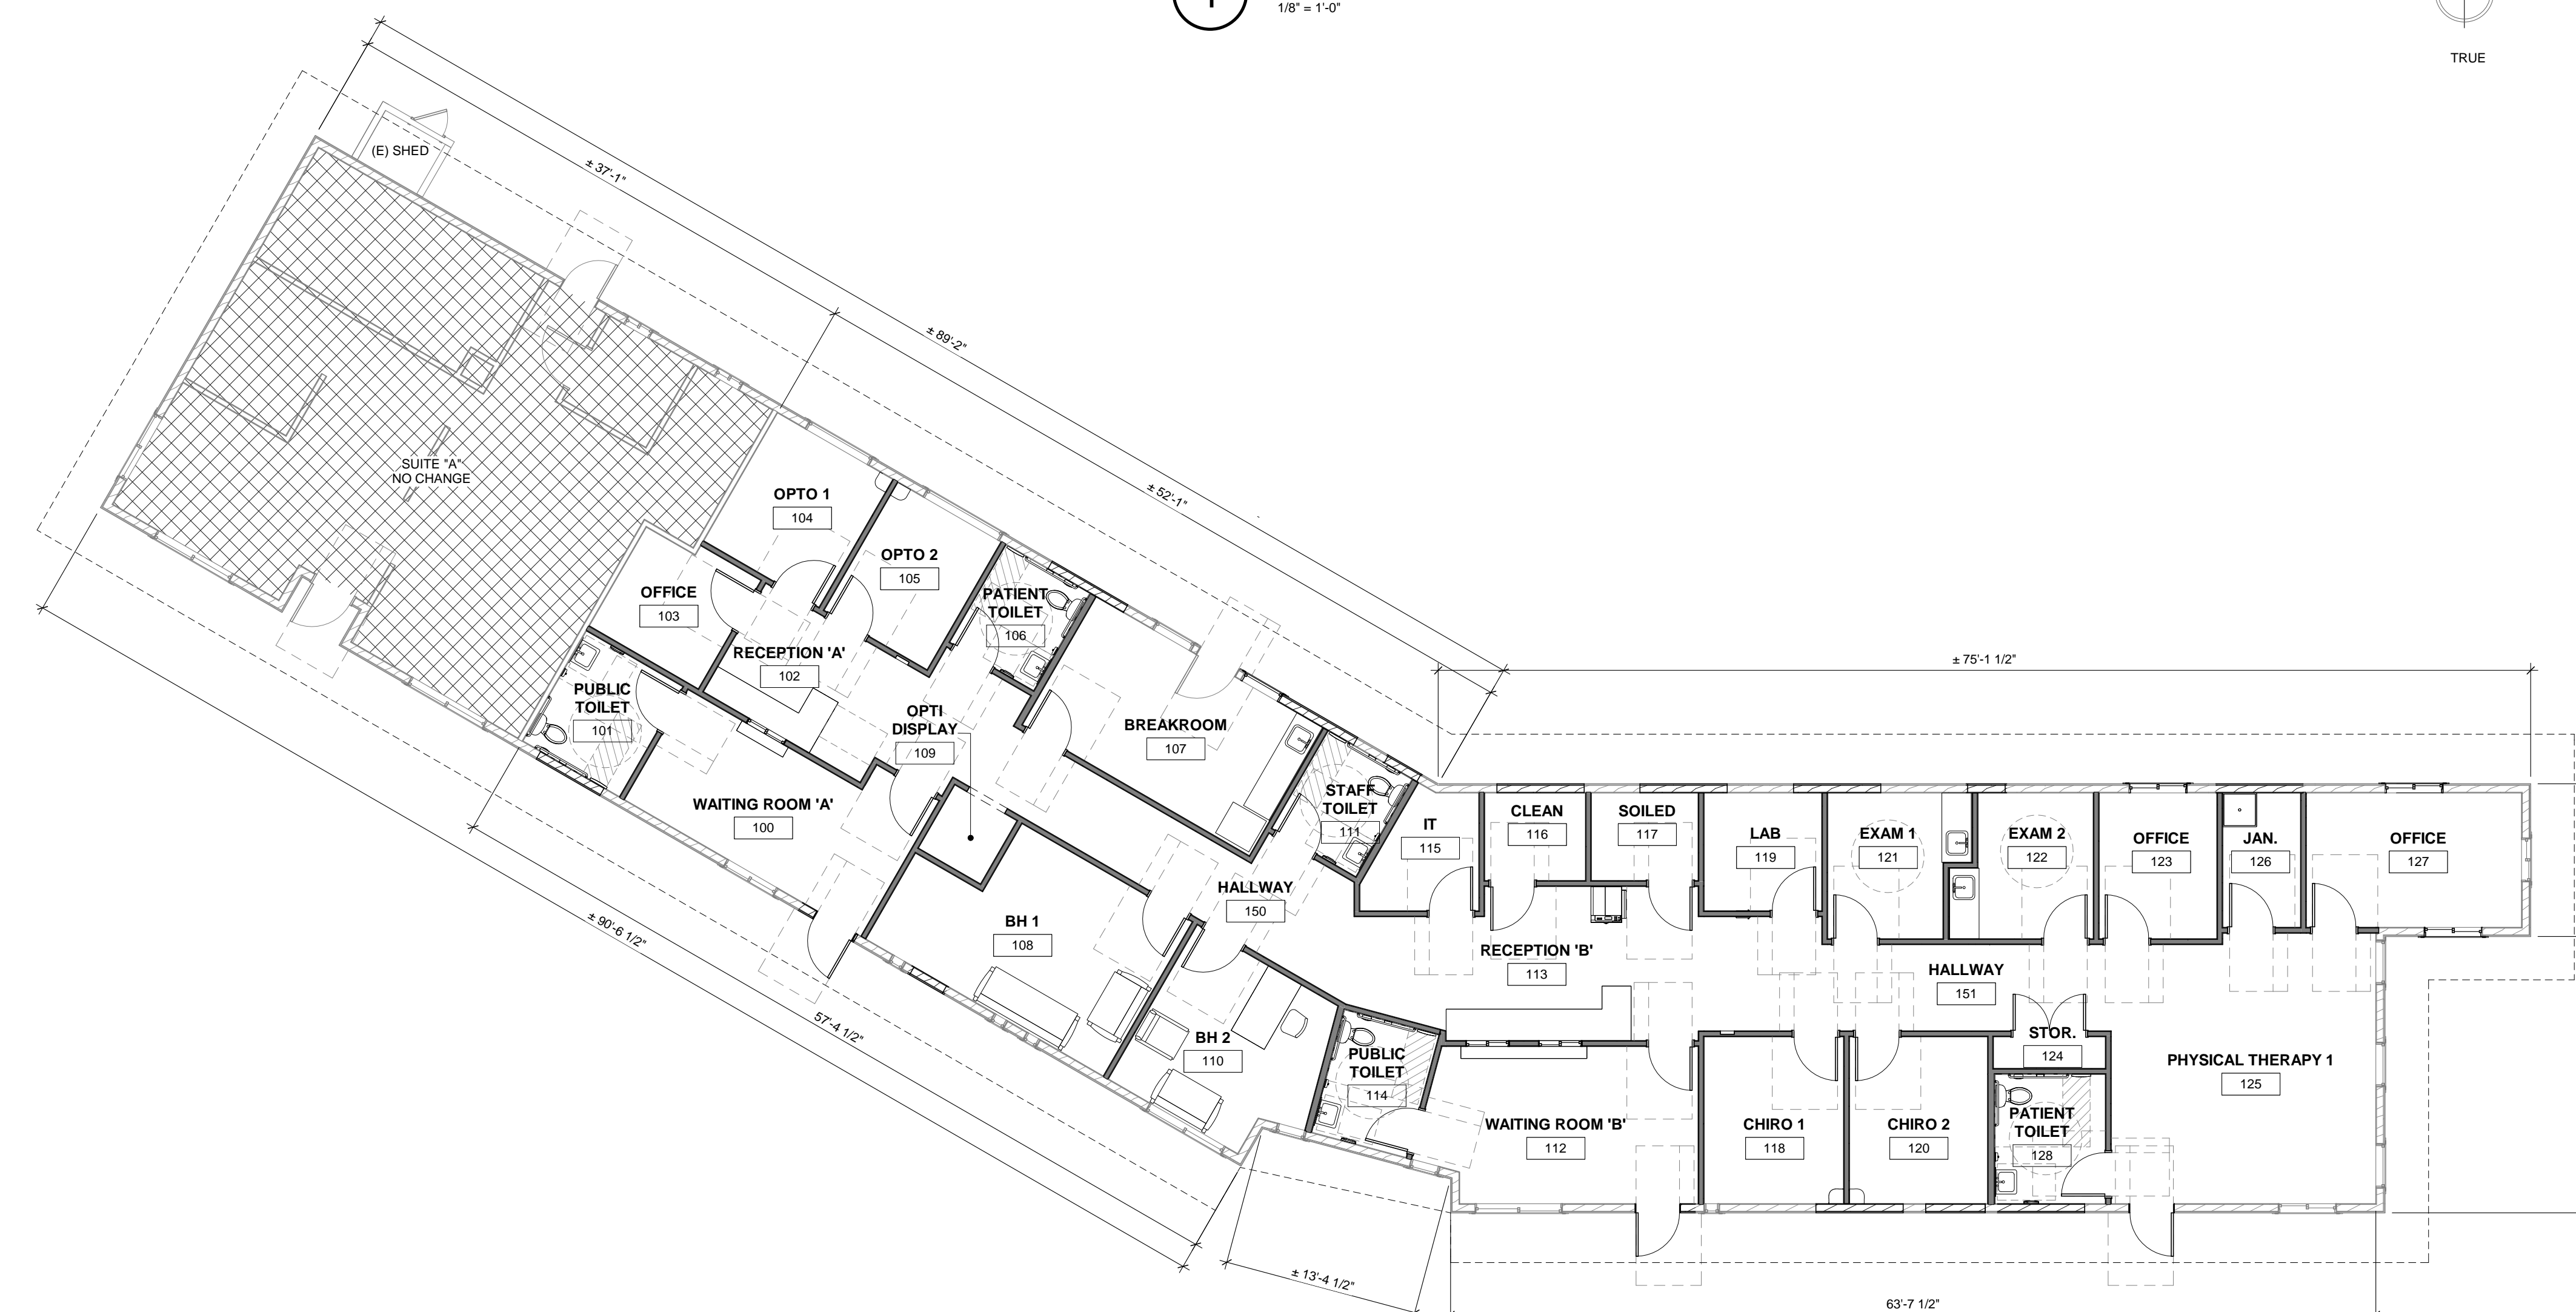 1/8" = 1'-0"
TRUE
(E) SHED
± 37'-1"
± 89'-2"
± 52'-1"
SUITE "A"
NO CHANGE
OPTO 1
104
OPTO 2
105
OFFICE
103
PATIENT
TOILET
106
RECEPTION 'A'
102
PUBLIC
TOILET
101
OPTI
DISPLAY
109
BREAKROOM
107
WAITING ROOM 'A'
100
STAFF
TOILET
111
± 75'-1 1/2"
IT
115
CLEAN
116
SOILED
117
LAB
119
EXAM 1
121
EXAM 2
122
OFFICE
123
JAN.
126
OFFICE
127
HALLWAY
150
BH 1
108
RECEPTION 'B'
113
HALLWAY
151
± 90'-6 1/2"
57'-4 1/2"
BH 2
110
PUBLIC
TOILET
114
STOR.
124
PHYSICAL THERAPY 1
125
WAITING ROOM 'B'
112
CHIRO 1
118
CHIRO 2
120
PATIENT
TOILET
128
± 13'-4 1/2"
63'-7 1/2"